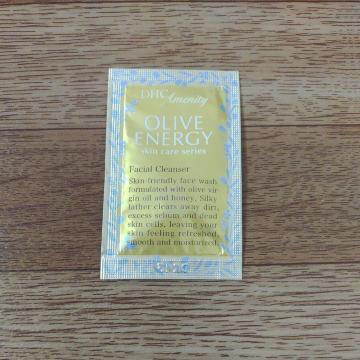 DHC Amenity
OLIVE
ENERGY
skin care series
Facial Cleanser
Skin-friendly face wash
formulated with olive vir
gin oil and honey. Silky
lather clears away dirt,
excess sebum and dead
skin cells, leaving your
skin feeling refreshed,
smooth and moisturized.